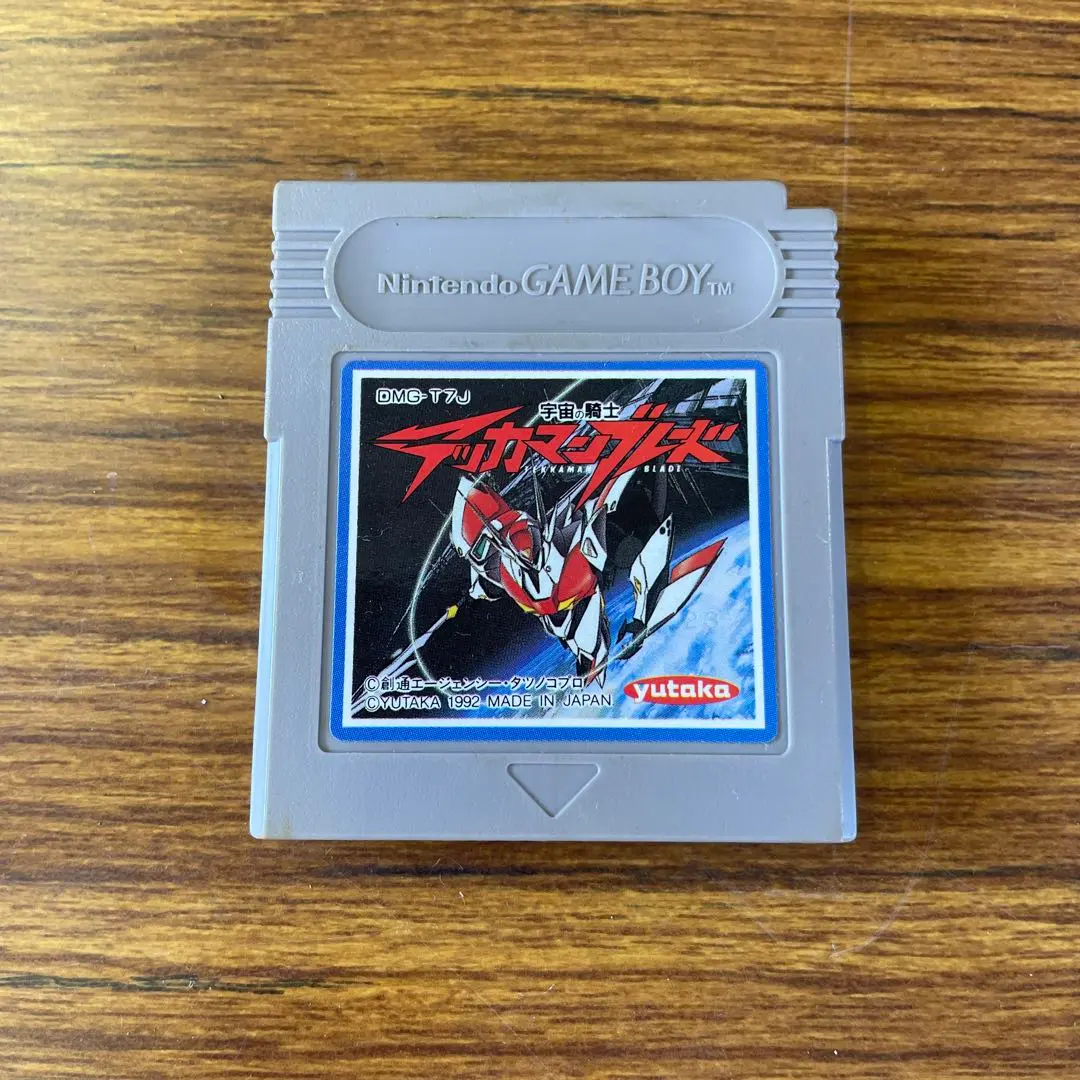 Nintendo GAME BOY™
DMG-T7J
宇宙の騎士
テッカマンブレード
TEKKAMAN BLADE
©創通エージェンシー・タツノコプロ
©YUTAKA 1992 MADE IN JAPAN
yutaka